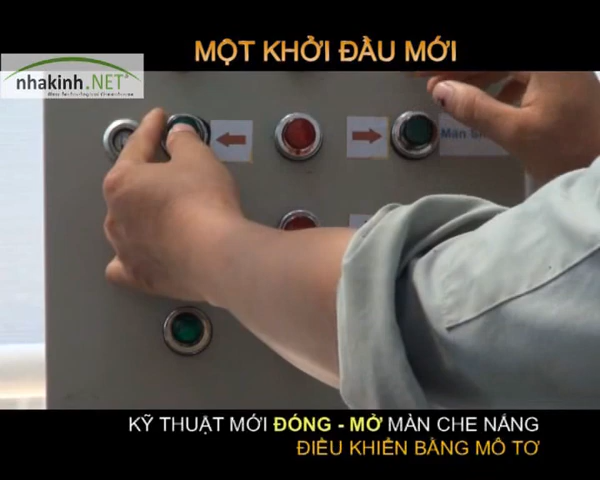 MỘT KHỞI ĐẦU MỚI
nhakinh.NET
Màn
KỸ THUẬT MỚI ĐÓNG - MỞ MÀN CHE NẮNG
ĐIỀU KHIỂN BẰNG MÔ TƠ